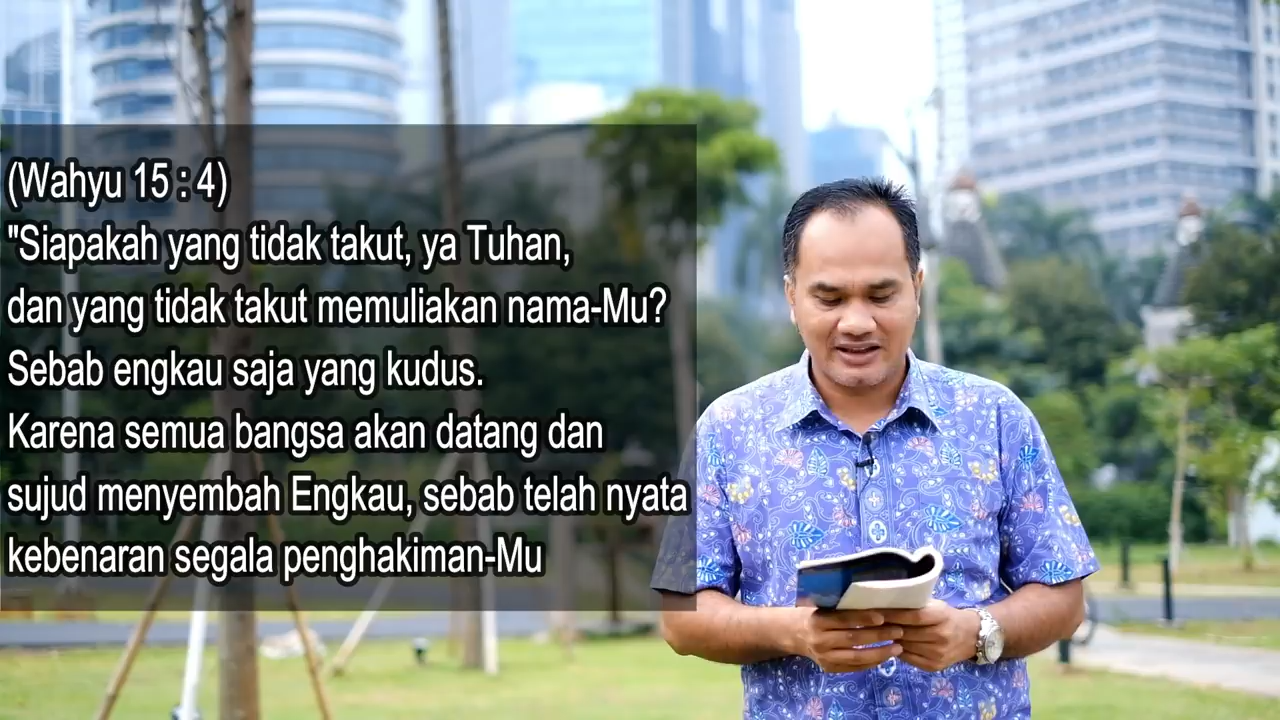 (Wahyu 15 : 4)
"Siapakah yang tidak takut, ya Tuhan,
dan yang tidak takut memuliakan nama-Mu?
Sebab engkau saja yang kudus.
Karena semua bangsa akan datang dan
sujud menyembah Engkau, sebab telah nyata
kebenaran segala penghakiman-Mu